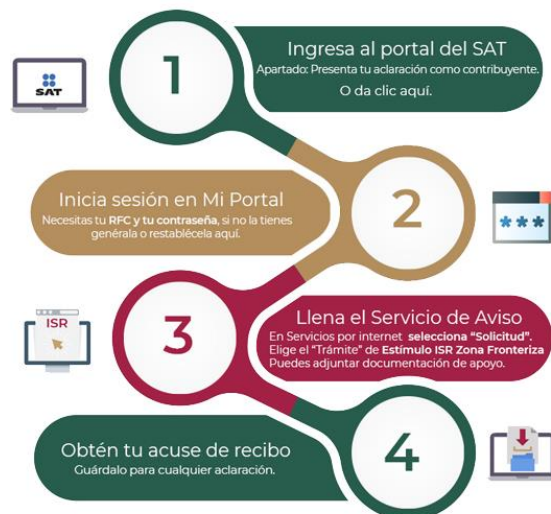 1
Ingresa al portal del SAT
Apartado: Presenta tu aclaración como contribuyente.
O da clic aquí.
SAT
2
Inicia sesión en Mi Portal
Necesitas tu RFC y tu contraseña, si no la tienes
genérala o restablécela aquí.
***
3
ISR
Llena el Servicio de Aviso
En Servicios por internet selecciona “Solicitud”.
Elige el “Trámite” de Estímulo ISR Zona Fronteriza
Puedes adjuntar documentación de apoyo.
4
Obtén tu acuse de recibo
Guárdalo para cualquier aclaración.